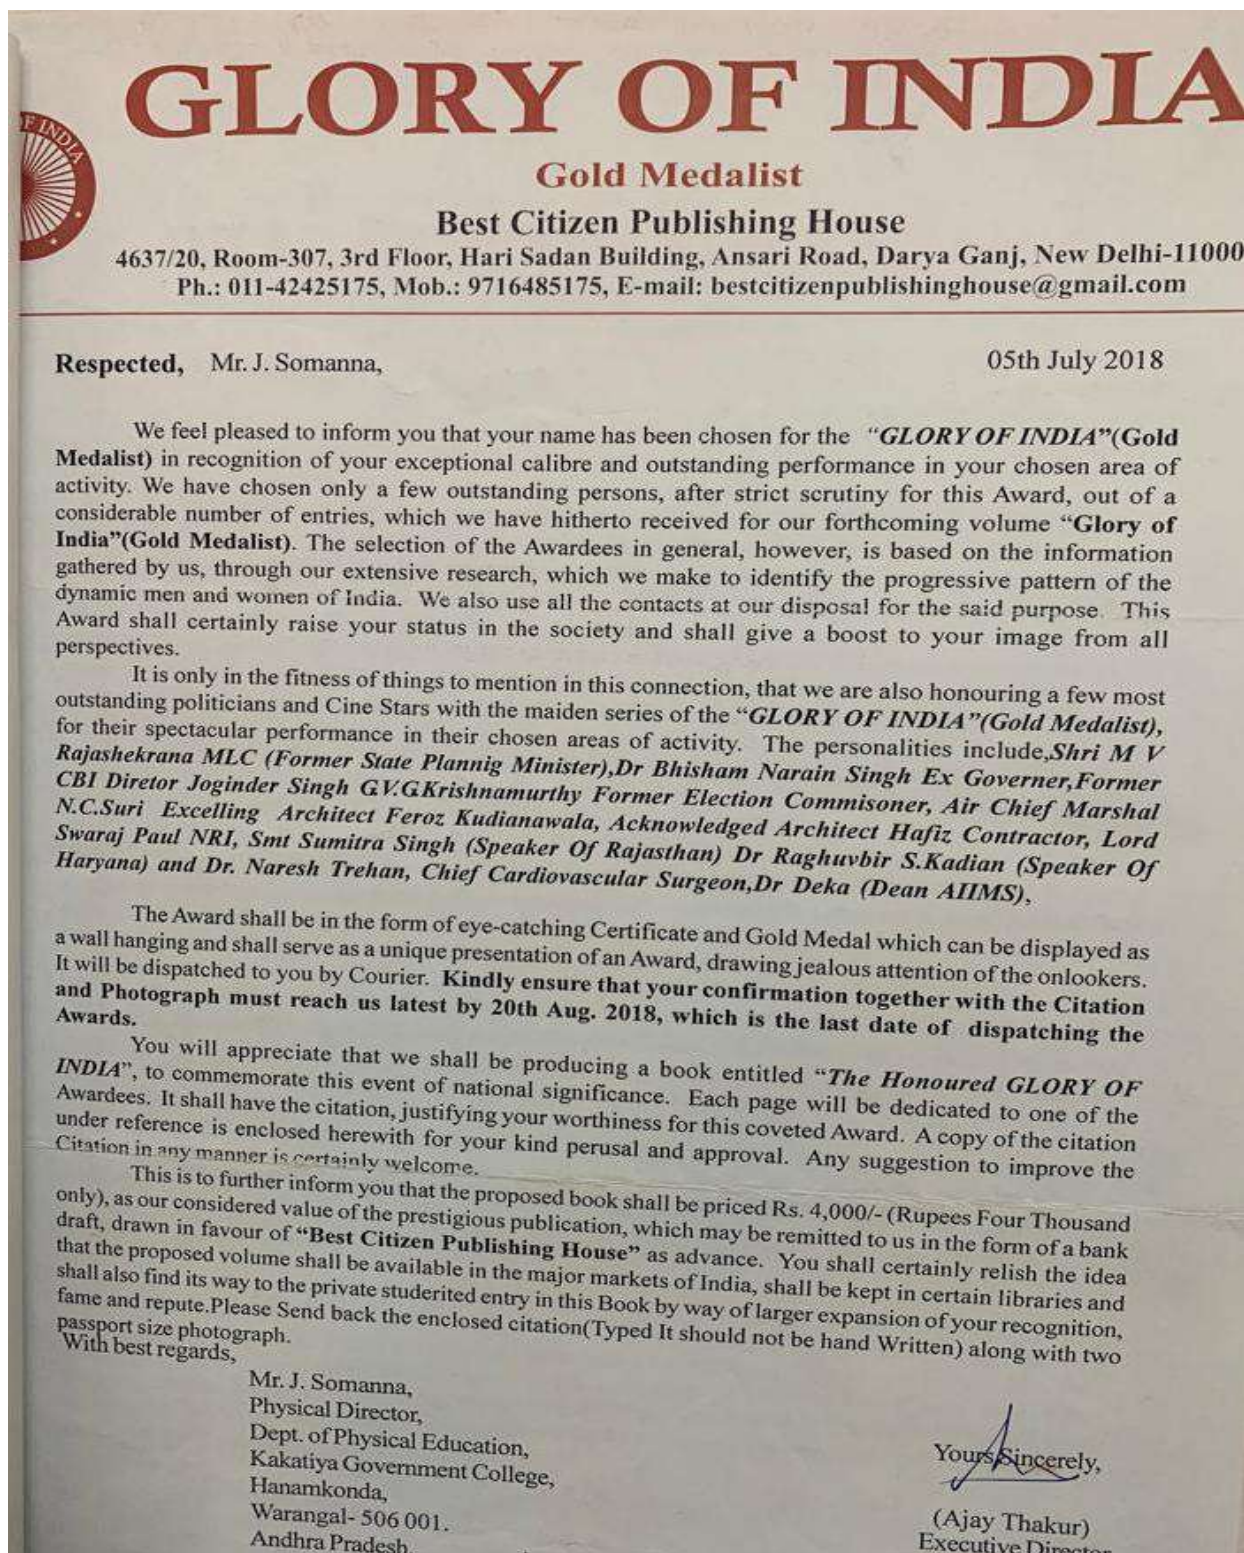 GLORY OF INDIA
F INDIA
Gold Medalist
Best Citizen Publishing House
4637/20, Room-307, 3rd Floor, Hari Sadan Building, Ansari Road, Darya Ganj, New Delhi-11000
Ph.: 011-42425175, Mob.: 9716485175, E-mail: bestcitizenpublishinghouse@gmail.com
Respected, Mr. J. Somanna, 05th July 2018
We feel pleased to inform you that your name has been chosen for the “GLORY OF INDIA”(Gold
Medalist) in recognition of your exceptional calibre and outstanding performance in your chosen area of
activity. We have chosen only a few outstanding persons, after strict scrutiny for this Award, out of a
considerable number of entries, which we have hitherto received for our forthcoming volume “Glory of
India”(Gold Medalist). The selection of the Awardees in general, however, is based on the information
gathered by us, through our extensive research, which we make to identify the progressive pattern of the
dynamic men and women of India. We also use all the contacts at our disposal for the said purpose. This
Award shall certainly raise your status in the society and shall give a boost to your image from all
perspectives.
It is only in the fitness of things to mention in this connection, that we are also honouring a few most
outstanding politicians and Cine Stars with the maiden series of the “GLORY OF INDIA”(Gold Medalist),
for their spectacular performance in their chosen areas of activity. The personalities include,Shri M V
Rajashekrana MLC (Former State Plannig Minister),Dr Bhisham Narain Singh Ex Governer,Former
CBI Diretor Joginder Singh G.V.G.Krishnamurthy Former Election Commisoner, Air Chief Marshal
N.C.Suri Excelling Architect Feroz Kudianawala, Acknowledged Architect Hafiz Contractor, Lord
Swaraj Paul NRI, Smt Sumitra Singh (Speaker Of Rajasthan) Dr Raghuvbir S.Kadian (Speaker Of
Haryana) and Dr. Naresh Trehan, Chief Cardiovascular Surgeon,Dr Deka (Dean AIIMS),
The Award shall be in the form of eye-catching Certificate and Gold Medal which can be displayed as
a wall hanging and shall serve as a unique presentation of an Award, drawing jealous attention of the onlookers.
It will be dispatched to you by Courier. Kindly ensure that your confirmation together with the Citation
and Photograph must reach us latest by 20th Aug. 2018, which is the last date of dispatching the
Awards.
You will appreciate that we shall be producing a book entitled “The Honoured GLORY OF
INDIA”, to commemorate this event of national significance. Each page will be dedicated to one of the
Awardees. It shall have the citation, justifying your worthiness for this coveted Award. A copy of the citation
under reference is enclosed herewith for your kind perusal and approval. Any suggestion to improve the
Citation in any manner is certainly welcome.
This is to further inform you that the proposed book shall be priced Rs. 4,000/- (Rupees Four Thousand
only), as our considered value of the prestigious publication, which may be remitted to us in the form of a bank
draft, drawn in favour of “Best Citizen Publishing House” as advance. You shall certainly relish the idea
that the proposed volume shall be available in the major markets of India, shall be kept in certain libraries and
shall also find its way to the private studerited entry in this Book by way of larger expansion of your recognition,
fame and repute.Please Send back the enclosed citation(Typed It should not be hand Written) along with two
passport size photograph.
With best regards,
Mr. J. Somanna,
Physical Director,
Dept. of Physical Education,
Kakatiya Government College,
Hanamkonda,
Warangal- 506 001.
Andhra Pradesh.
Yours Sincerely,
(Ajay Thakur)
Executive Director